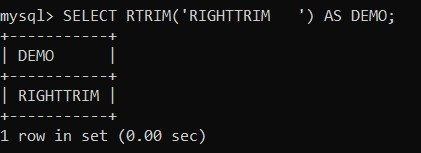 mysql> SELECT RTRIM('RIGHTTRIM   ') AS DEMO;
+-----------+
| DEMO      |
+-----------+
| RIGHTTRIM |
+-----------+
1 row in set (0.00 sec)